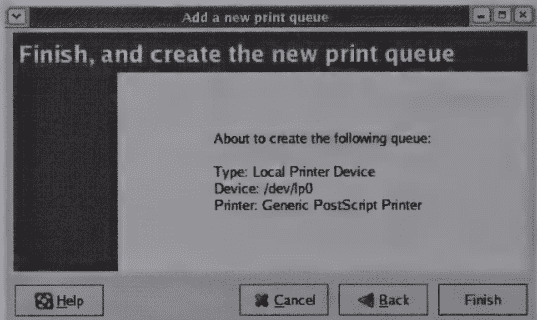 Add a new print queue
Finish, and create the new print queue
About to create the following queue:
Type: Local Printer Device
Device: /dev/lp0
Printer: Generic PostScript Printer
Help
Cancel
Back
Finish